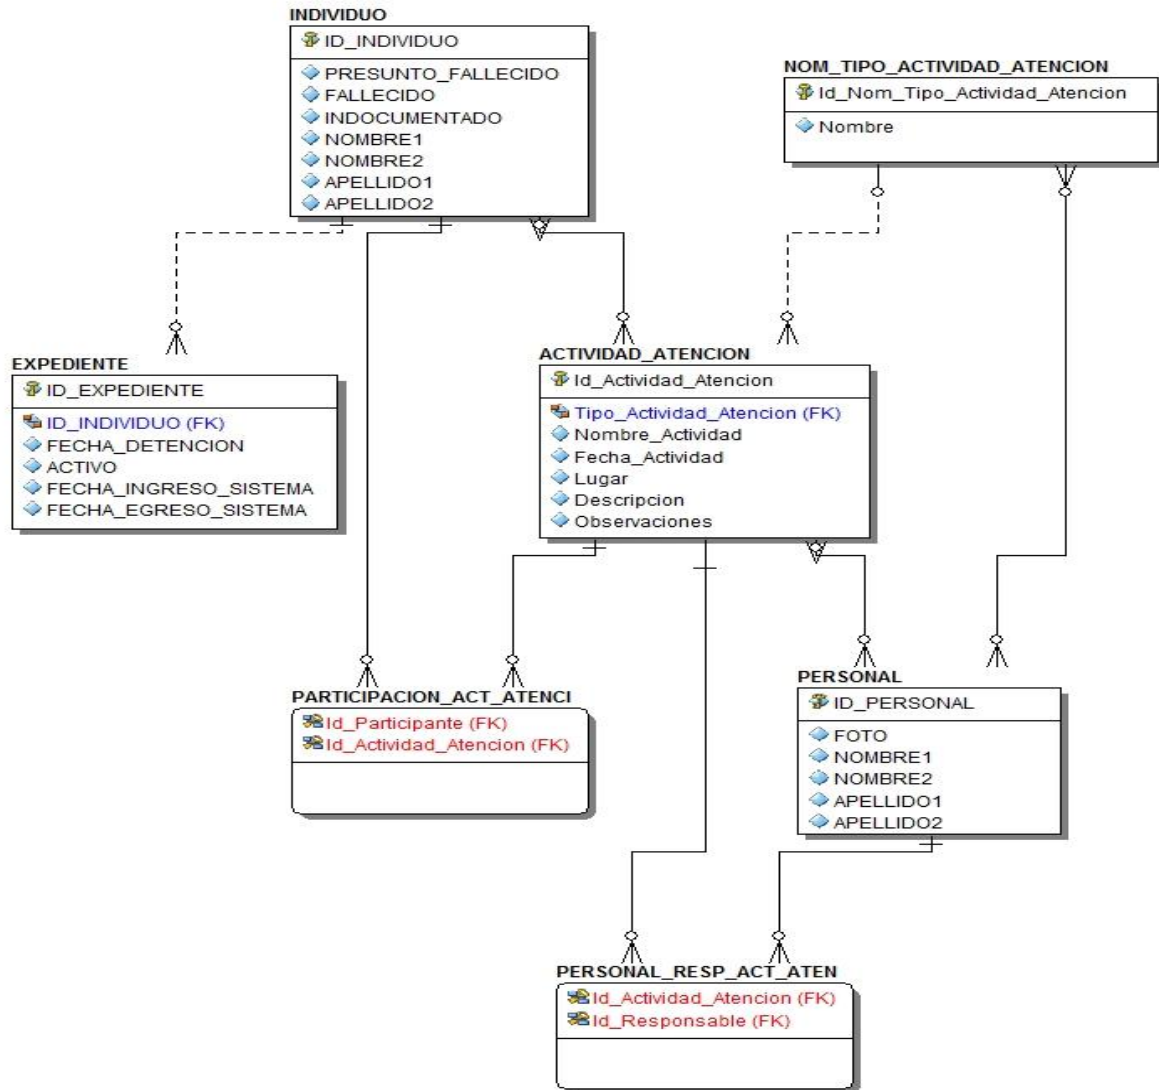 INDIVIDUO
ID_INDIVIDUO
PRESUNTO_FALLECIDO
FALLECIDO
INDOCUMENTADO
NOMBRE1
NOMBRE2
APELLIDO1
APELLIDO2
NOM_TIPO_ACTIVIDAD_ATENCION
Id_Nom_Tipo_Actividad_Atencion
Nombre
EXPEDIENTE
ID_EXPEDIENTE
ID_INDIVIDUO (FK)
FECHA_DETENCION
ACTIVO
FECHA_INGRESO_SISTEMA
FECHA_EGRESO_SISTEMA
ACTIVIDAD_ATENCION
Id_Actividad_Atencion
Tipo_Actividad_Atencion (FK)
Nombre_Actividad
Fecha_Actividad
Lugar
Descripcion
Observaciones
PARTICIPACION_ACT_ATENCI
Id_Participante (FK)
Id_Actividad_Atencion (FK)
PERSONAL
ID_PERSONAL
FOTO
NOMBRE1
NOMBRE2
APELLIDO1
APELLIDO2
PERSONAL_RESP_ACT_ATEN
Id_Actividad_Atencion (FK)
Id_Responsable (FK)